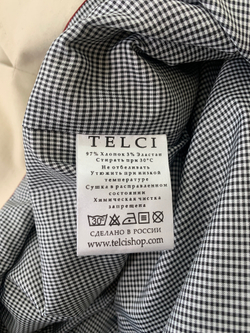 TELCI
97% Хлопок 3% Эластан
Стирать при 30°C
Не отбеливать
Утюжить при низкой
температуре
Сушка в расправленном
состоянии
Химическая чистка
запрещена
30°
СДЕЛАНО В РОССИИ
www.telcishop.com